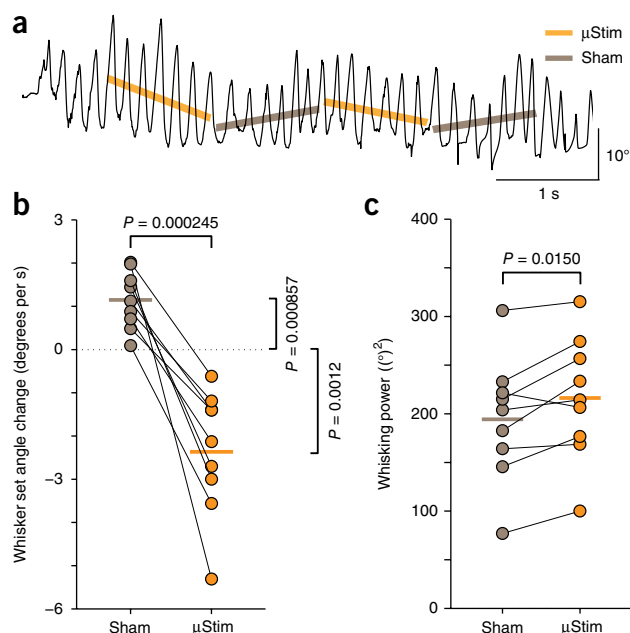 a
μStim
Sham
10°
1 s
b
P = 0.000245
3
0
−3
−6
Whisker set angle change (degrees per s)
P = 0.000857
P = 0.0012
Sham
μStim
c
P = 0.0150
400
300
200
100
0
Whisking power ((°)²)
Sham
μStim